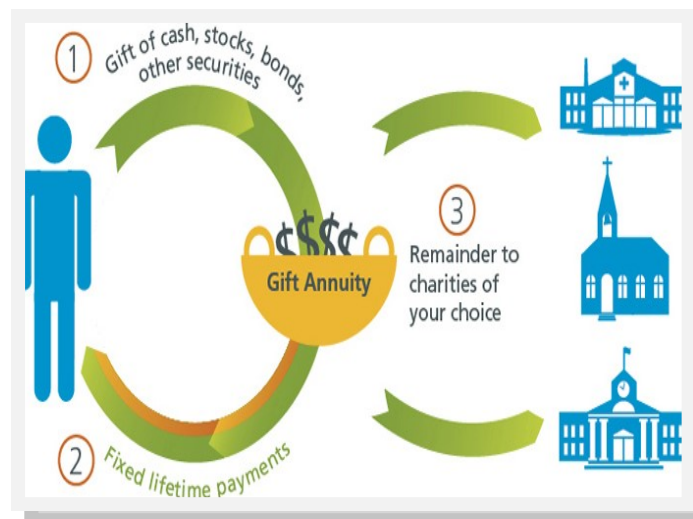 1
Gift of cash, stocks, bonds,
other securities
$$$$
Gift Annuity
3
Remainder to
charities of
your choice
2
Fixed lifetime payments